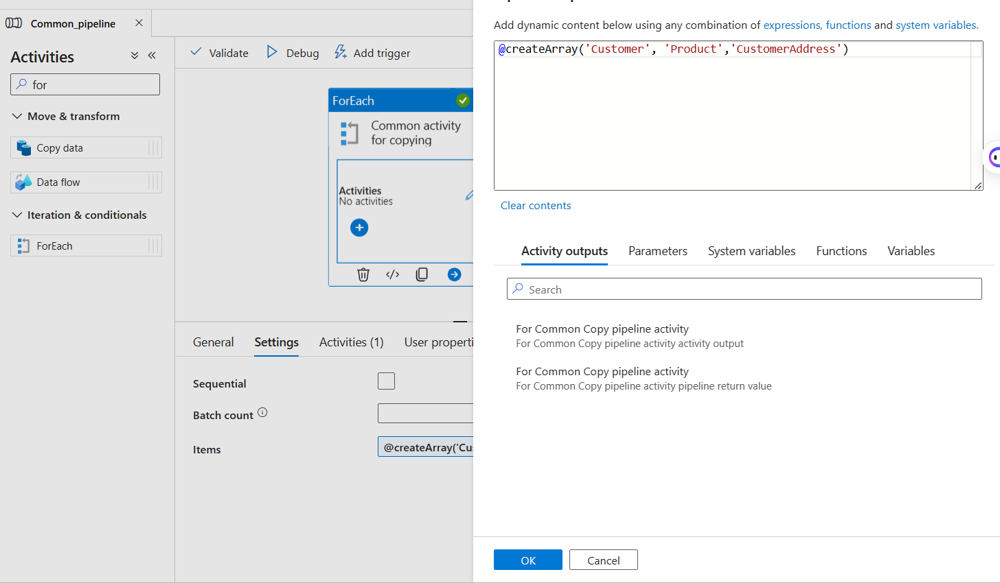 Common_pipeline
Activities
for
Move & transform
Copy data
Data flow
Iteration & conditionals
ForEach
Validate
Debug
Add trigger
ForEach
Common activity
for copying
Activities
No activities
General
Settings
Activities (1)
User properti
Sequential
Batch count
Items
@createArray('Cu
Add dynamic content below using any combination of expressions, functions and system variables.
@createArray('Customer', 'Product','CustomerAddress')
Clear contents
Activity outputs
Parameters
System variables
Functions
Variables
Search
For Common Copy pipeline activity
For Common Copy pipeline activity activity output
For Common Copy pipeline activity
For Common Copy pipeline activity pipeline return value
OK
Cancel